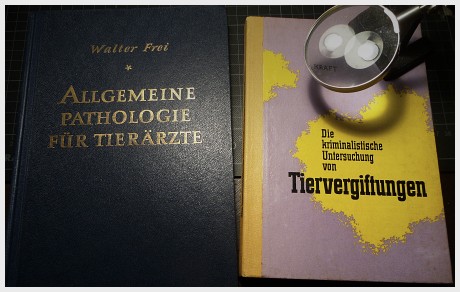 Walter Frei
*
ALLGEMEINE
PATHOLOGIE
FÜR TIERÄRZTE
Die
kriminalistische
Untersuchung
von
Tiervergiftungen